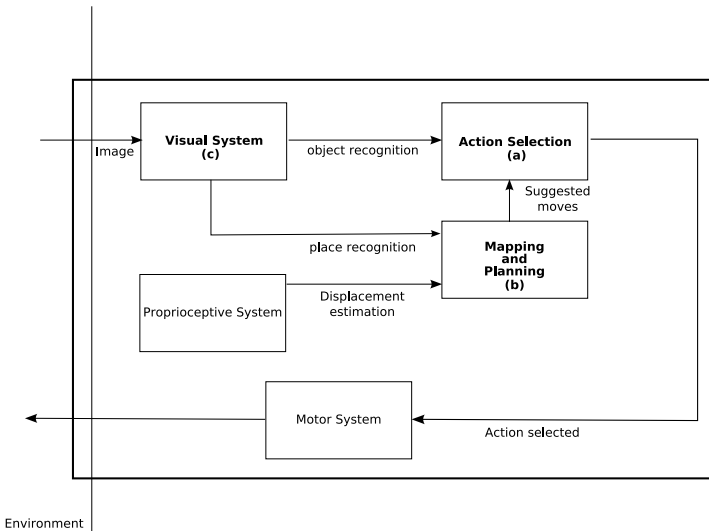 Visual System
(c)
Action Selection
(a)
Image
object recognition
Suggested
moves
place recognition
Mapping
and
Planning
(b)
Proprioceptive System
Displacement
estimation
Motor System
Action selected
Environment